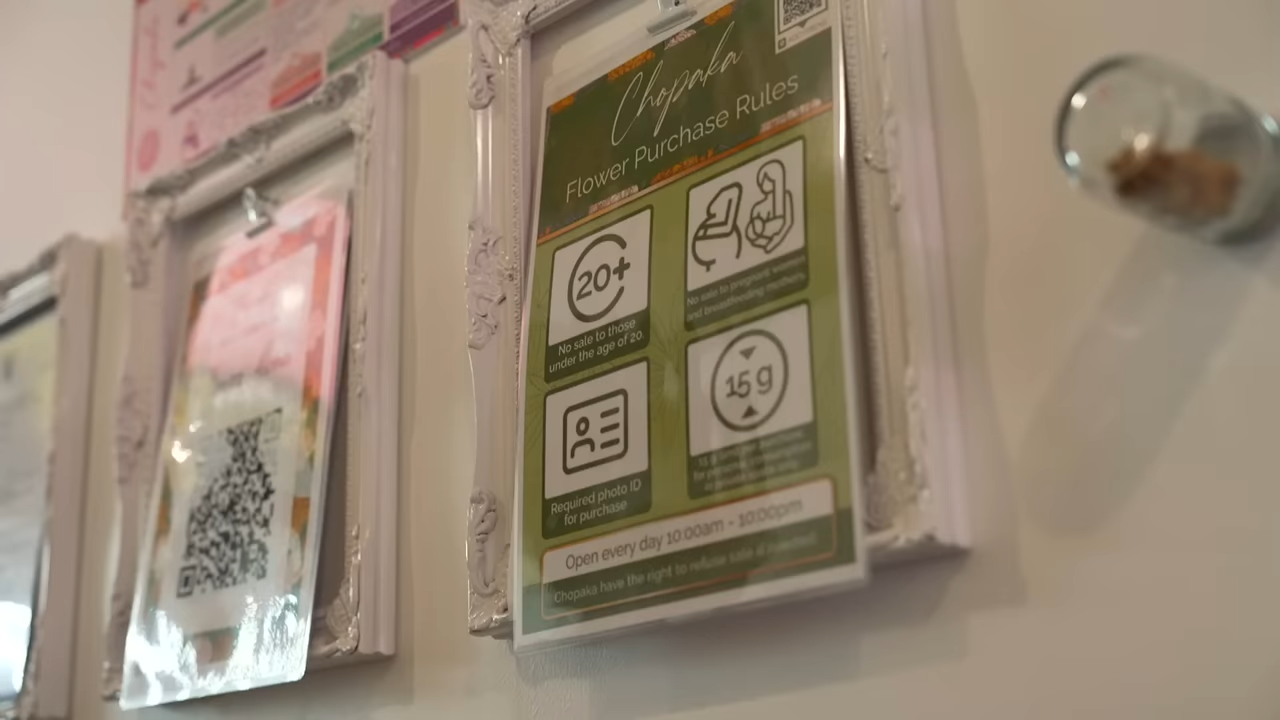 Chopaka
Flower Purchase Rules
20+
No sale to those
under the age of 20
No sale to pregnant women
and breastfeeding mothers.
Required photo ID
for purchase
15 g
Open every day 10:00am - 10:00pm
Chopaka have the right to refuse sale